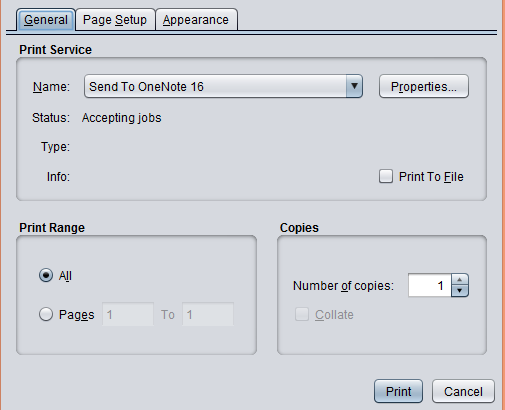 General Page Setup Appearance
Print Service
Name: Send To OneNote 16 Properties...
Status: Accepting jobs
Type:
Info: Print To File
Print Range Copies
All Number of copies: 1
Pages 1 To 1 Collate
Print Cancel